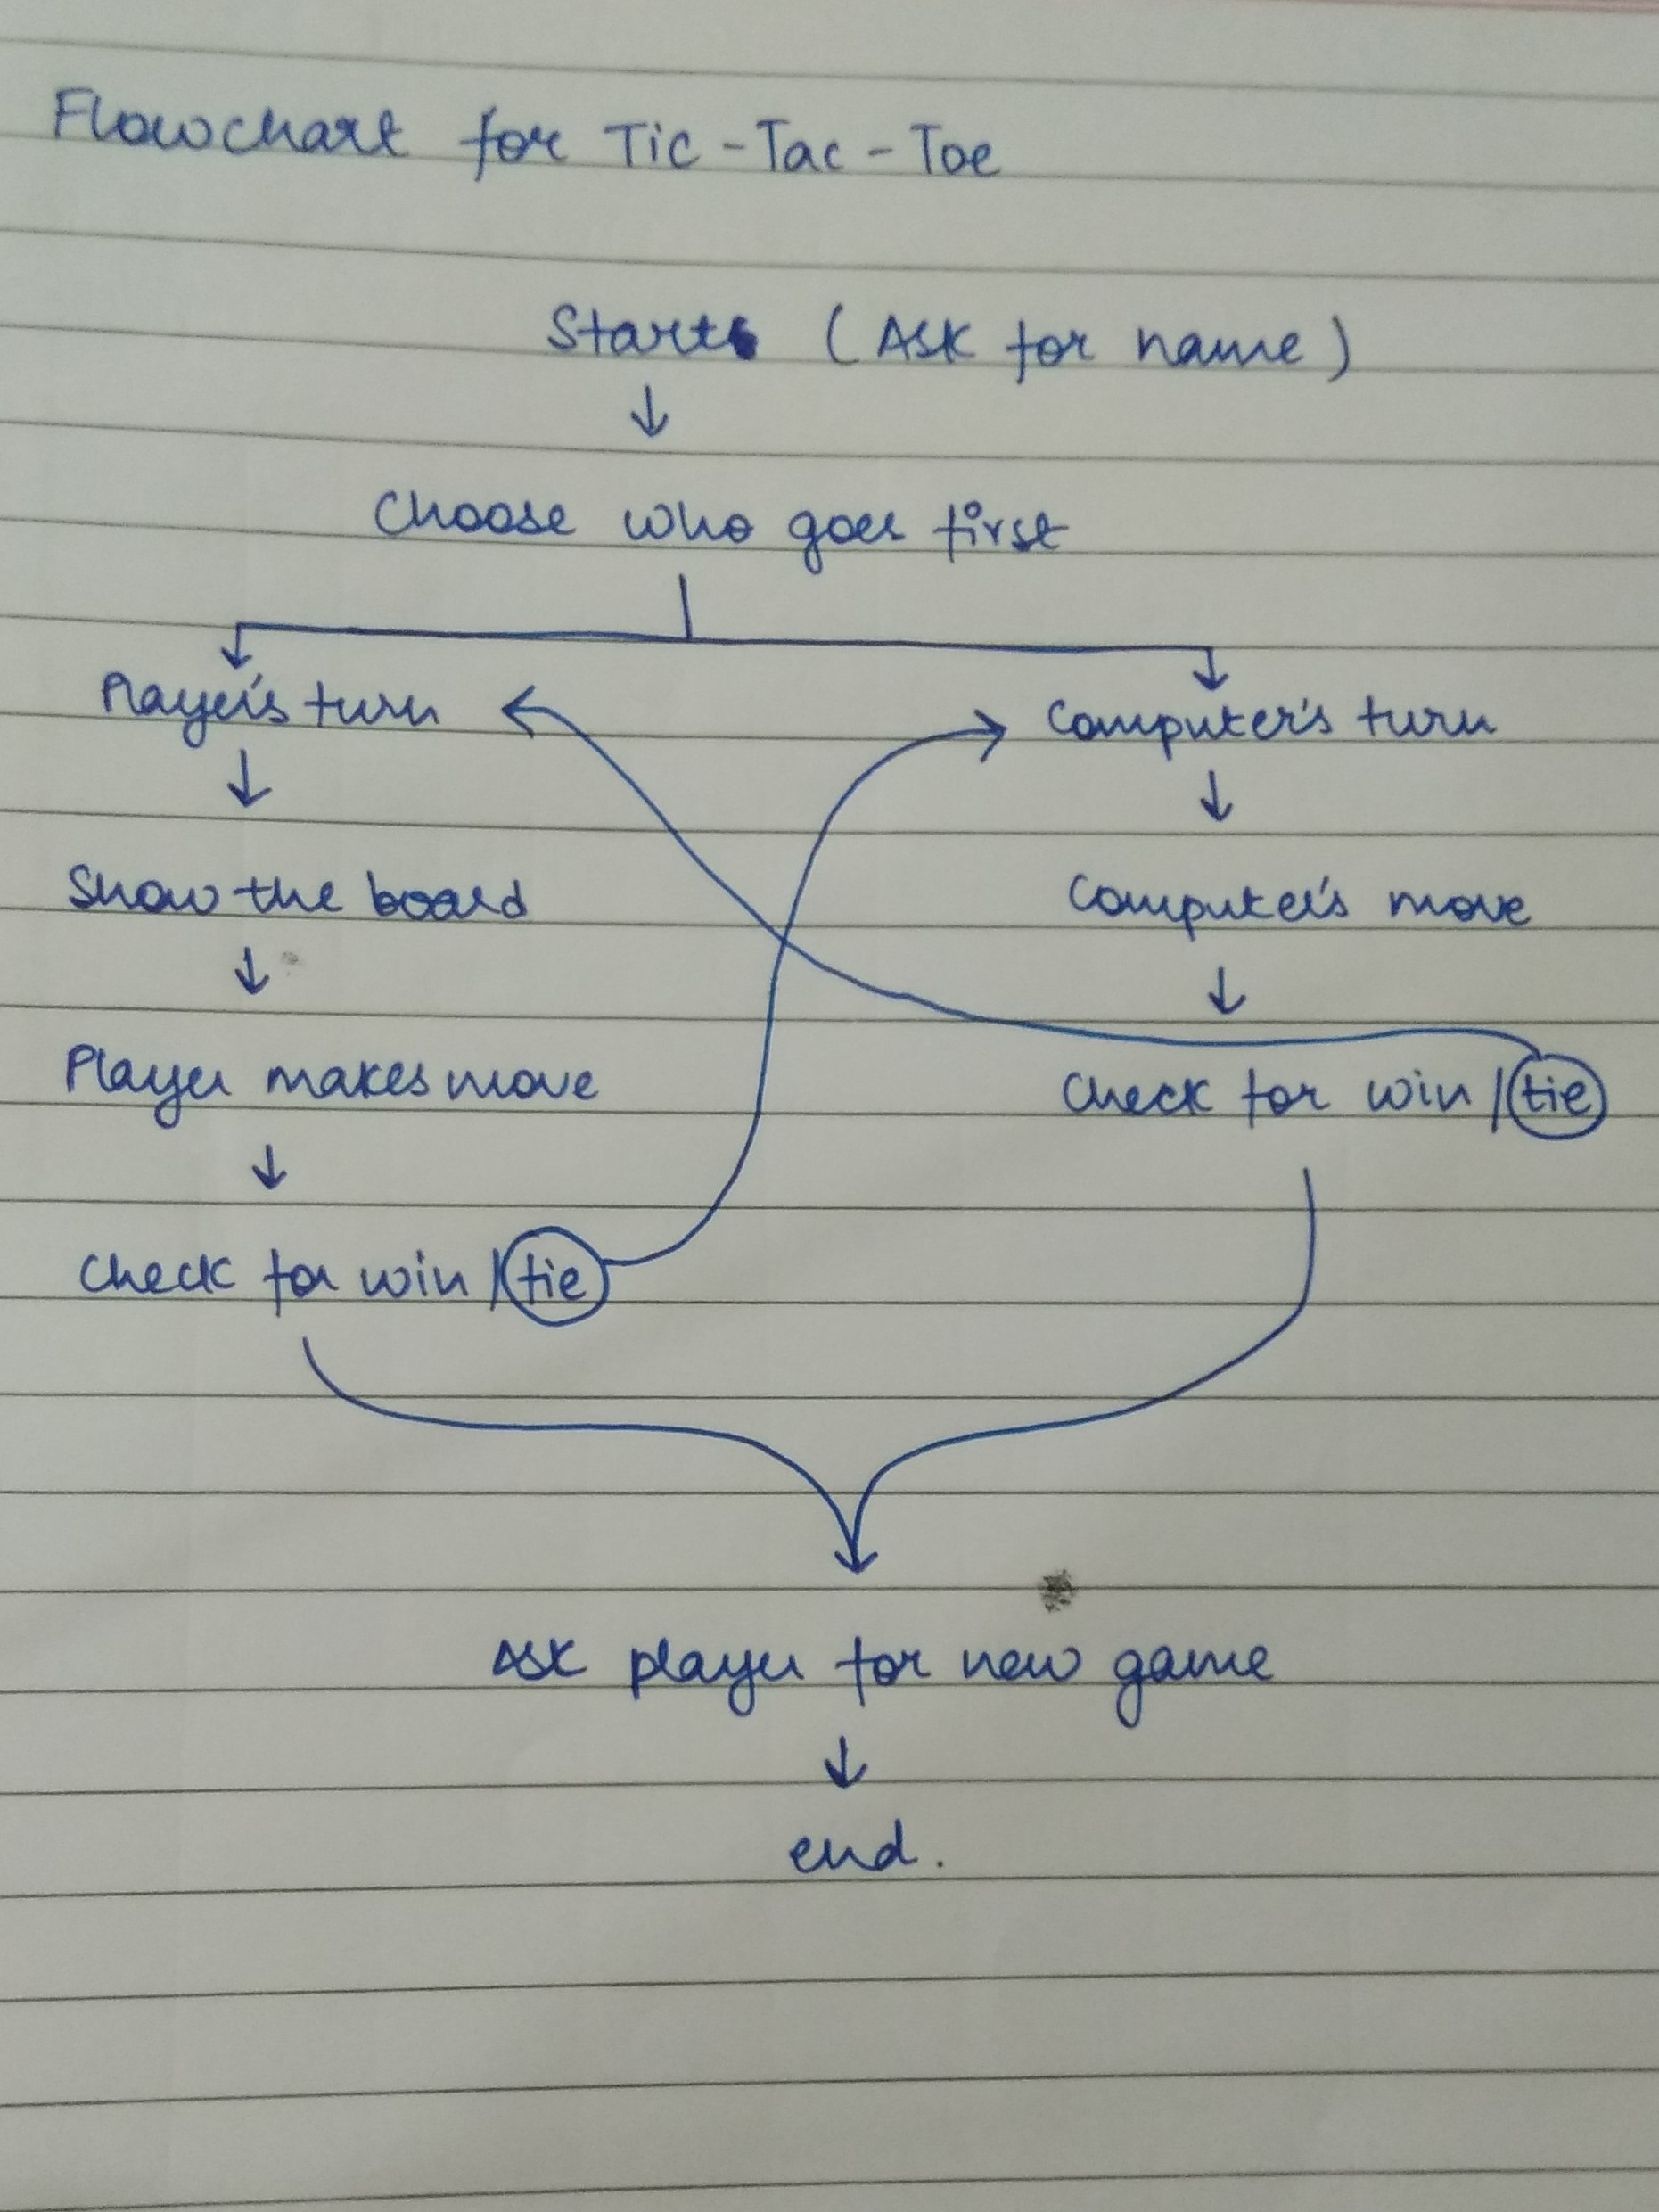 Flowchart for Tic-Tac-Toe
Start (Ask for name)
Choose who goes first
Player's turn
Computer's turn
Show the board
Computer's move
Player makes move
Check for win/tie
Check for win/tie
Ask player for new game
end.